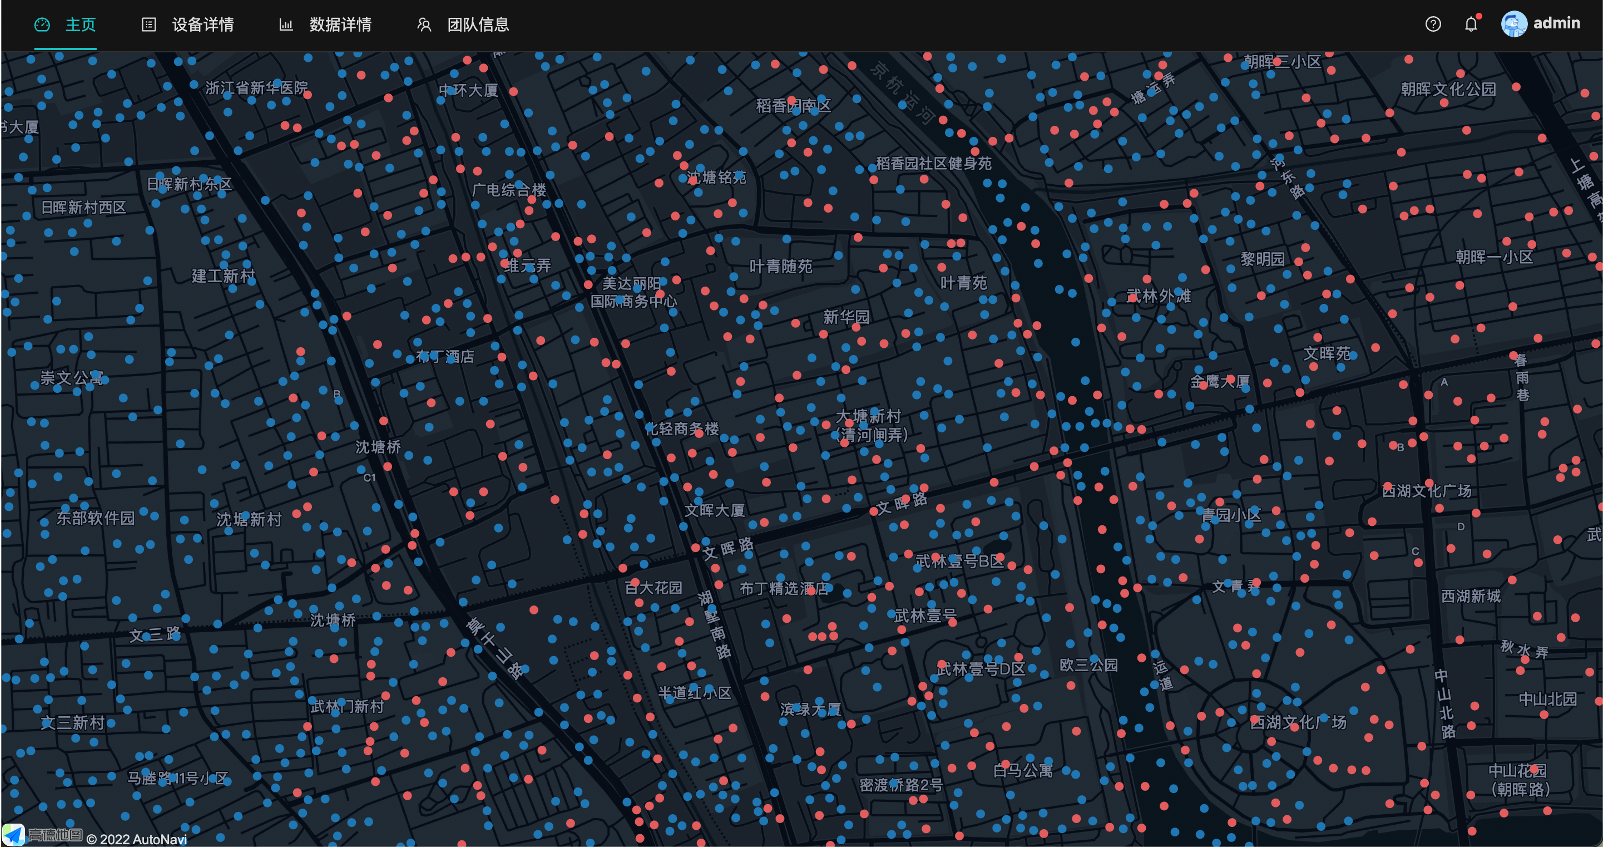 主页
设备详情
数据详情
团队信息
admin
浙江省新华医院
中环大厦
稻香园南区
京杭运河
塘运弄
朝晖三小区
朝晖文化公园
书大厦
稻香园社区健身苑
河东路
上塘高
日晖新村东区
日晖新村西区
广电综合楼
沈塘铭苑
维元弄
叶青随苑
叶青苑
黎明园
朝晖一小区
建工新村
美达丽阳
国际商务中心
武林外滩
新华园
布丁酒店
文晖苑
春雨巷
崇文公寓
金鹰大厦
A
B
大塘新村
(清河闸弄)
化轻商务楼
沈塘桥
B
C1
西湖文化广场
文晖路
文晖大厦
东部软件园
沈塘新村
青园小区
D
武
文晖路
C
武林壹号B区
百大花园
布丁精选酒店
文青弄
西湖新城
湖墅南路
武林壹号
沈塘桥
文三路
莫干山路
秋水弄
武林壹号D区
欧三公园
运道
半道红小区
中山北路
中山北园
武林门新村
滨绿大厦
文三新村
西湖文化广场
马塍路11号小区
密渡桥路2号
白马公寓
中山花园
(朝晖路)
高德地图
© 2022 AutoNavi